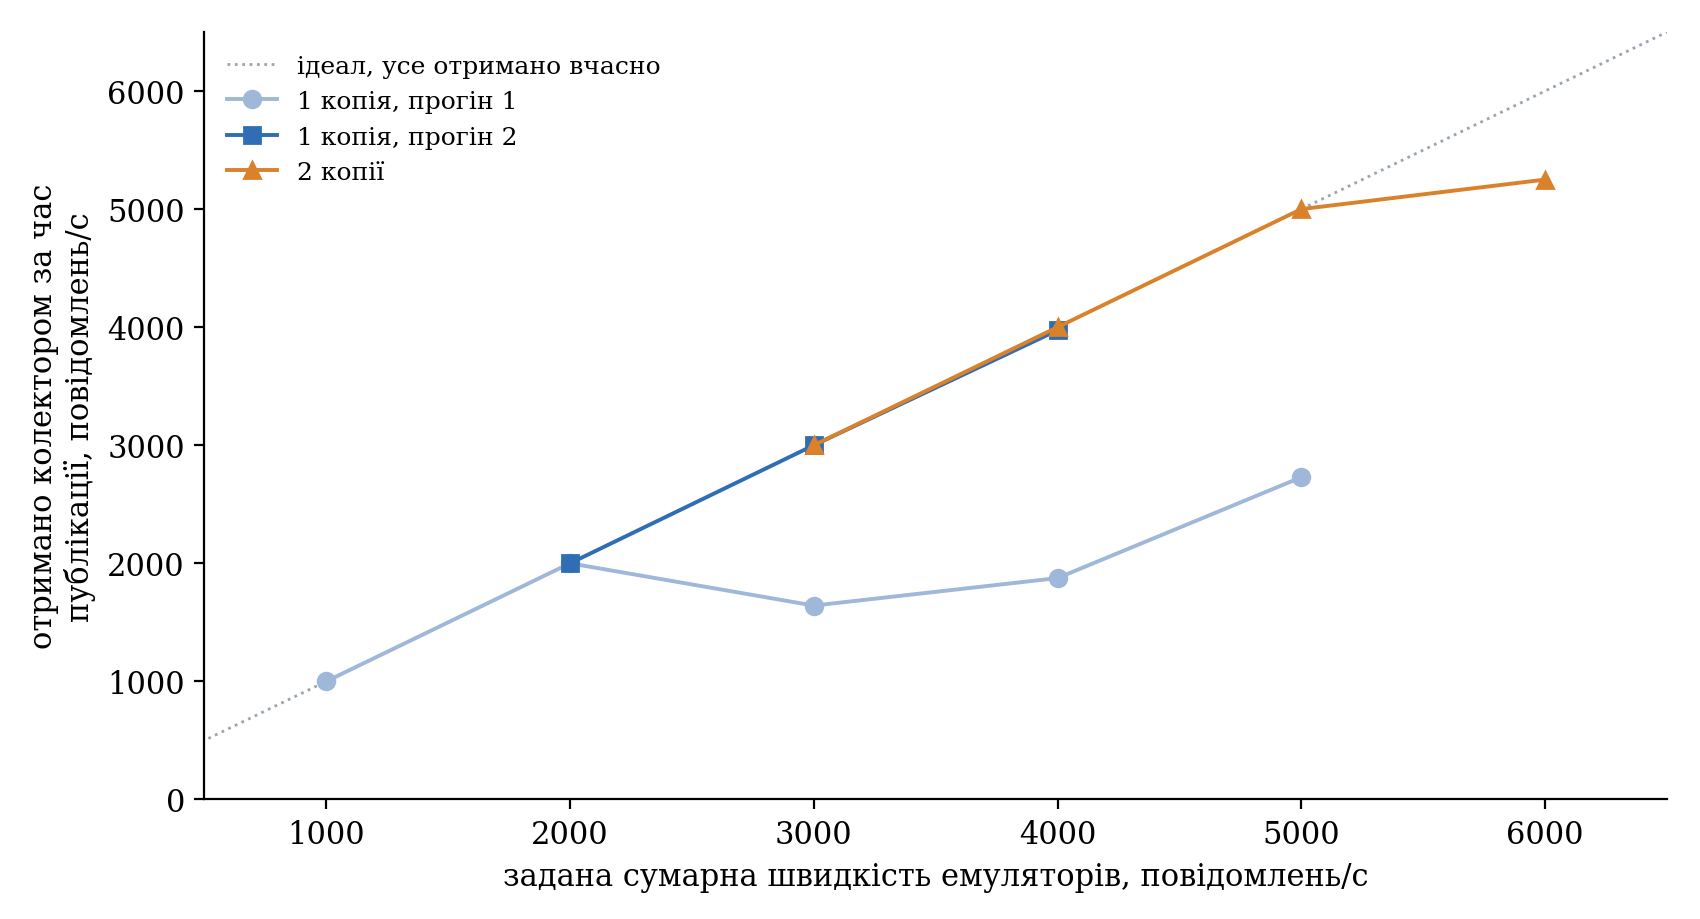 ідеал, усе отримано вчасно
1 копія, прогін 1
1 копія, прогін 2
2 копії
отримано колектором за час
публікації, повідомлень/с
6000
5000
4000
3000
2000
1000
0
1000 2000 3000 4000 5000 6000
задана сумарна швидкість емуляторів, повідомлень/с